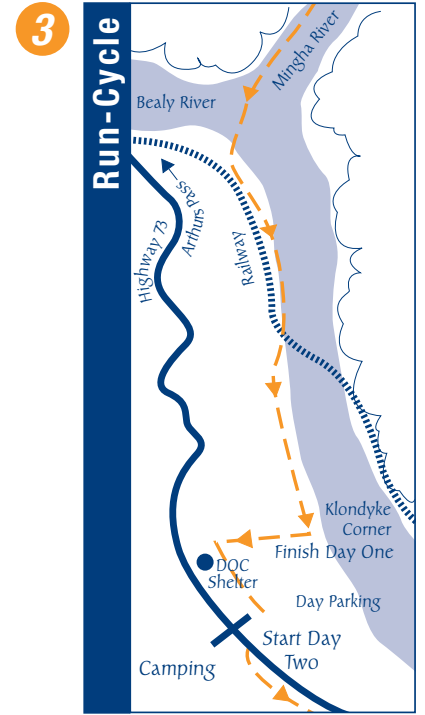 3
Run-Cycle
Mingha River
Bealy River
Arthurs Pass
Highway 73
Railway
Klondyke
Corner
Finish Day One
DOC
Shelter
Day Parking
Start Day
Two
Camping